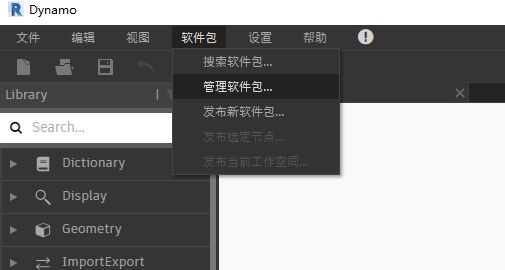 Dynamo
文件 编辑 视图 软件包 设置 帮助
搜索软件包...
管理软件包...
发布新软件包...
发布选定节点...
发布当前工作空间...
Library
Search...
Dictionary
Display
Geometry
ImportExport